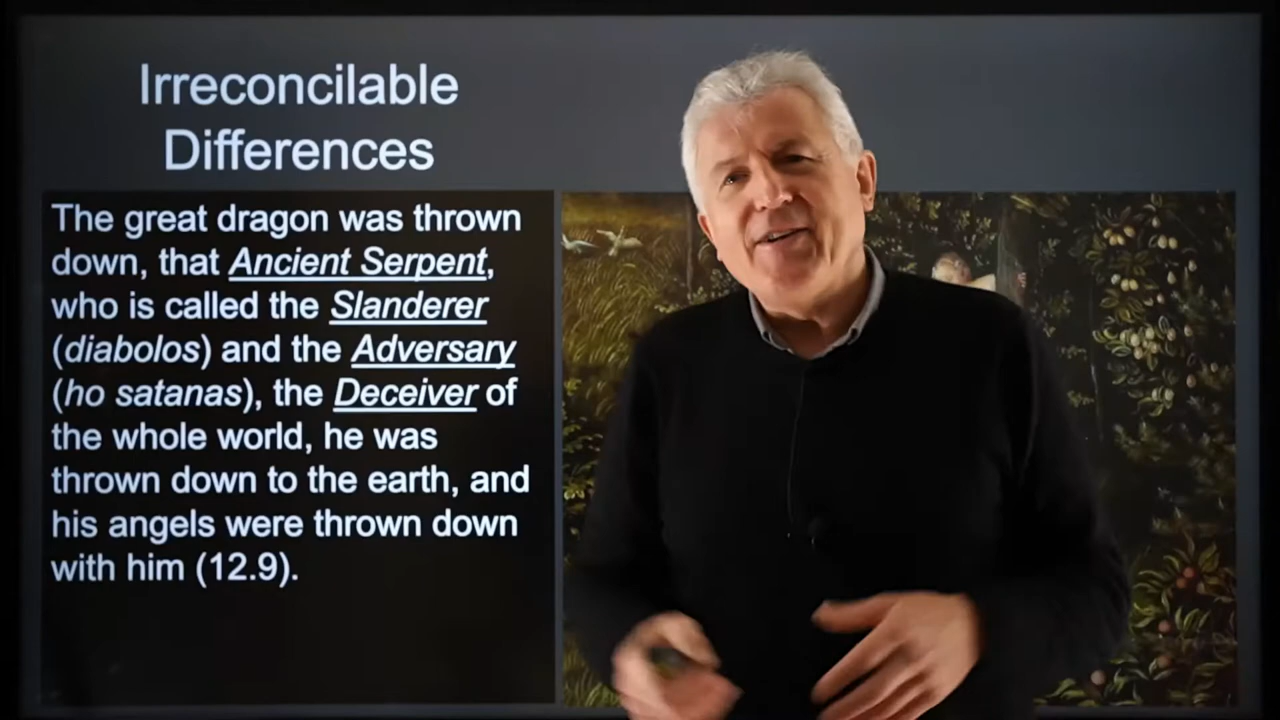 Irreconcilable
Differences
The great dragon was thrown
down, that Ancient Serpent,
who is called the Slanderer
(diabolos) and the Adversary
(ho satanas), the Deceiver of
the whole world, he was
thrown down to the earth, and
his angels were thrown down
with him (12.9).